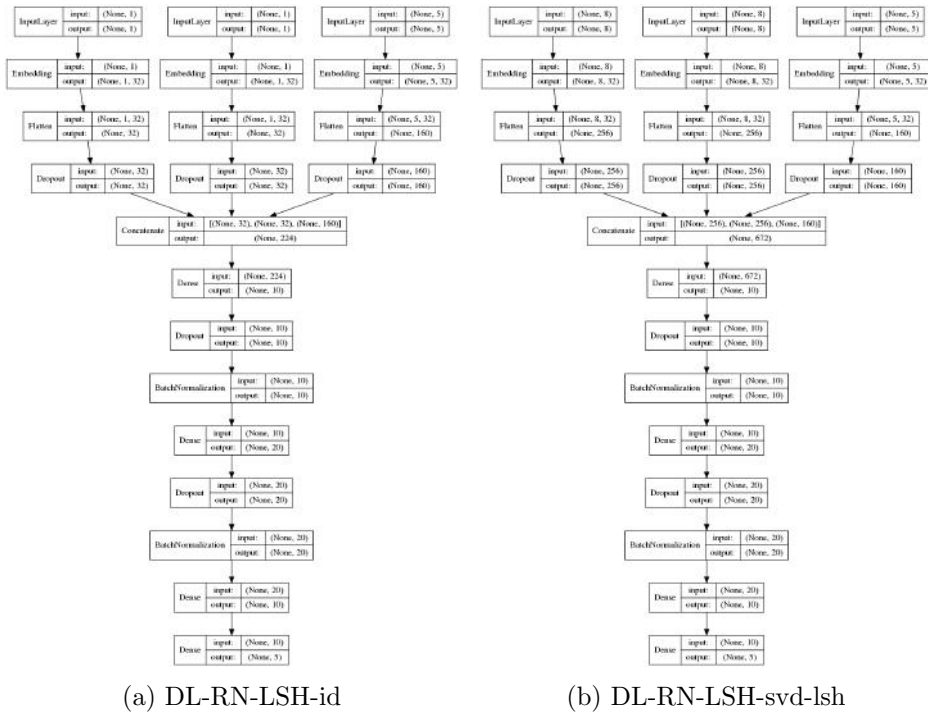 InputLayer input: (None, 1) InputLayer input: (None, 1) InputLayer input: (None, 5)
output: (None, 1) output: (None, 1) output: (None, 5)
Embedding input: (None, 1) Embedding input: (None, 1) Embedding input: (None, 5)
output: (None, 1, 32) output: (None, 1, 32) output: (None, 5, 32)
Flatten input: (None, 1, 32) Flatten input: (None, 1, 32) Flatten input: (None, 5, 32)
output: (None, 32) output: (None, 32) output: (None, 160)
Dropout input: (None, 32) Dropout input: (None, 32) Dropout input: (None, 160)
output: (None, 32) output: (None, 32) output: (None, 160)
Concatenate input: [(None, 32), (None, 32), (None, 160)]
output: (None, 224)
Dense input: (None, 224)
output: (None, 10)
Dropout input: (None, 10)
output: (None, 10)
BatchNormalization input: (None, 10)
output: (None, 10)
Dense input: (None, 10)
output: (None, 20)
Dropout input: (None, 20)
output: (None, 20)
BatchNormalization input: (None, 20)
output: (None, 20)
Dense input: (None, 20)
output: (None, 10)
Dense input: (None, 10)
output: (None, 5)
(a) DL-RN-LSH-id
InputLayer input: (None, 8) InputLayer input: (None, 8) InputLayer input: (None, 5)
output: (None, 8) output: (None, 8) output: (None, 5)
Embedding input: (None, 8) Embedding input: (None, 8) Embedding input: (None, 5)
output: (None, 8, 32) output: (None, 8, 32) output: (None, 5, 32)
Flatten input: (None, 8, 32) Flatten input: (None, 8, 32) Flatten input: (None, 5, 32)
output: (None, 256) output: (None, 256) output: (None, 160)
Dropout input: (None, 256) Dropout input: (None, 256) Dropout input: (None, 160)
output: (None, 256) output: (None, 256) output: (None, 160)
Concatenate input: [(None, 256), (None, 256), (None, 160)]
output: (None, 672)
Dense input: (None, 672)
output: (None, 10)
Dropout input: (None, 10)
output: (None, 10)
BatchNormalization input: (None, 10)
output: (None, 10)
Dense input: (None, 10)
output: (None, 20)
Dropout input: (None, 20)
output: (None, 20)
BatchNormalization input: (None, 20)
output: (None, 20)
Dense input: (None, 20)
output: (None, 10)
Dense input: (None, 10)
output: (None, 5)
(b) DL-RN-LSH-svd-lsh